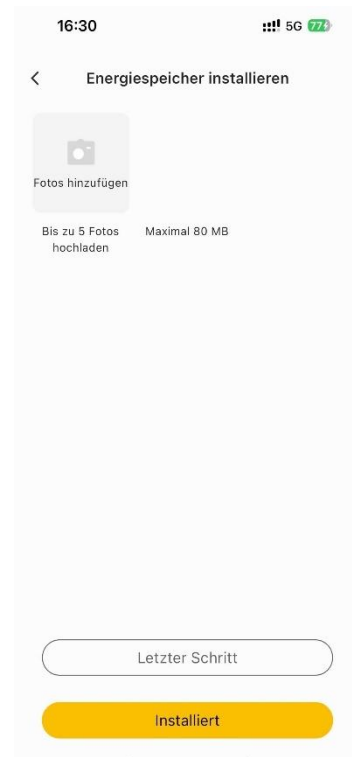 16:30 5G 77
Energiespeicher installieren
Fotos hinzufügen
Bis zu 5 Fotos Maximal 80 MB
hochladen
Letzter Schritt
Installiert